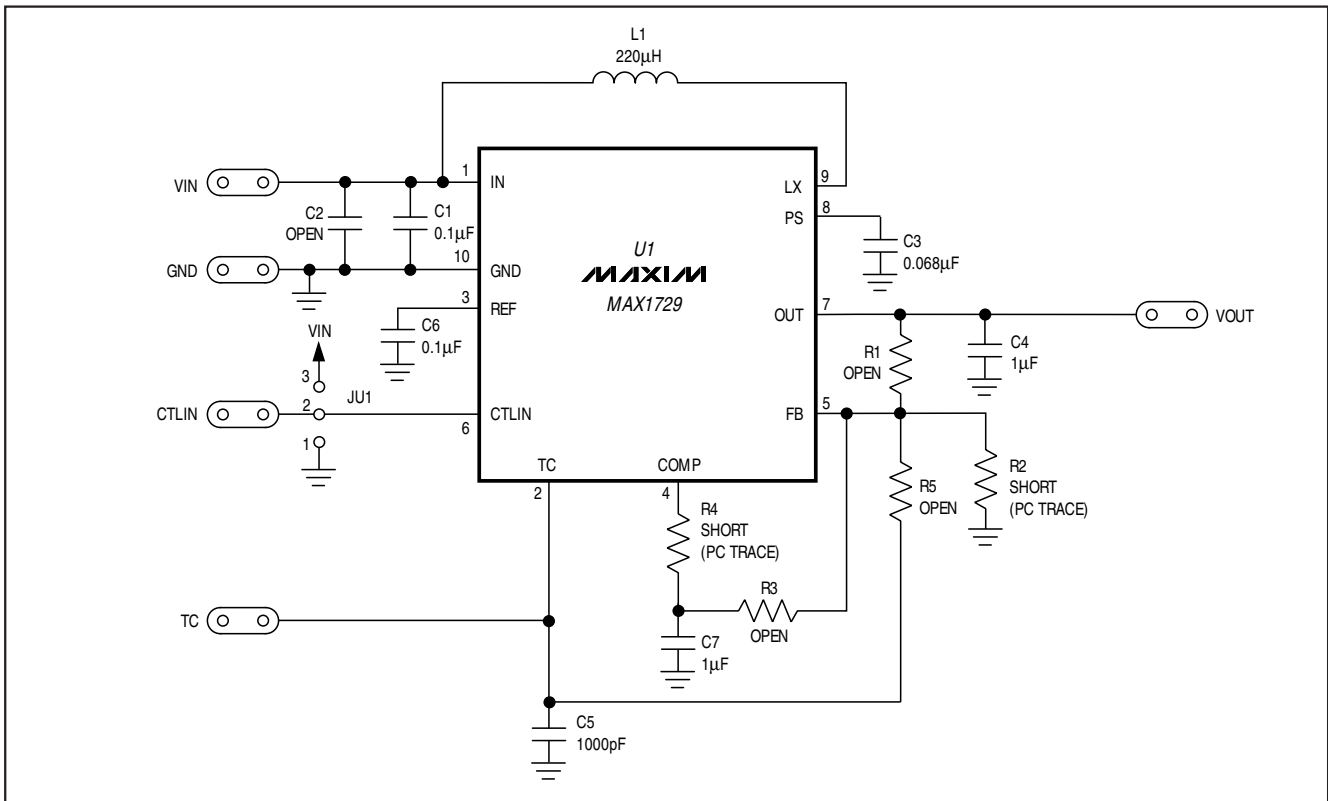 L1
220µH
VIN
1
IN
C2
OPEN
C1
0.1µF
GND
10
GND
3
REF
C6
0.1µF
VIN
3
2
1
JU1
CTLIN
6
CTLIN
U1
MAXIM
MAX1729
9
LX
8
PS
C3
0.068µF
7
OUT
VOUT
R1
OPEN
C4
1µF
5
FB
R5
OPEN
R2
SHORT
(PC TRACE)
TC
2
COMP
4
R4
SHORT
(PC TRACE)
R3
OPEN
TC
C7
1µF
C5
1000pF